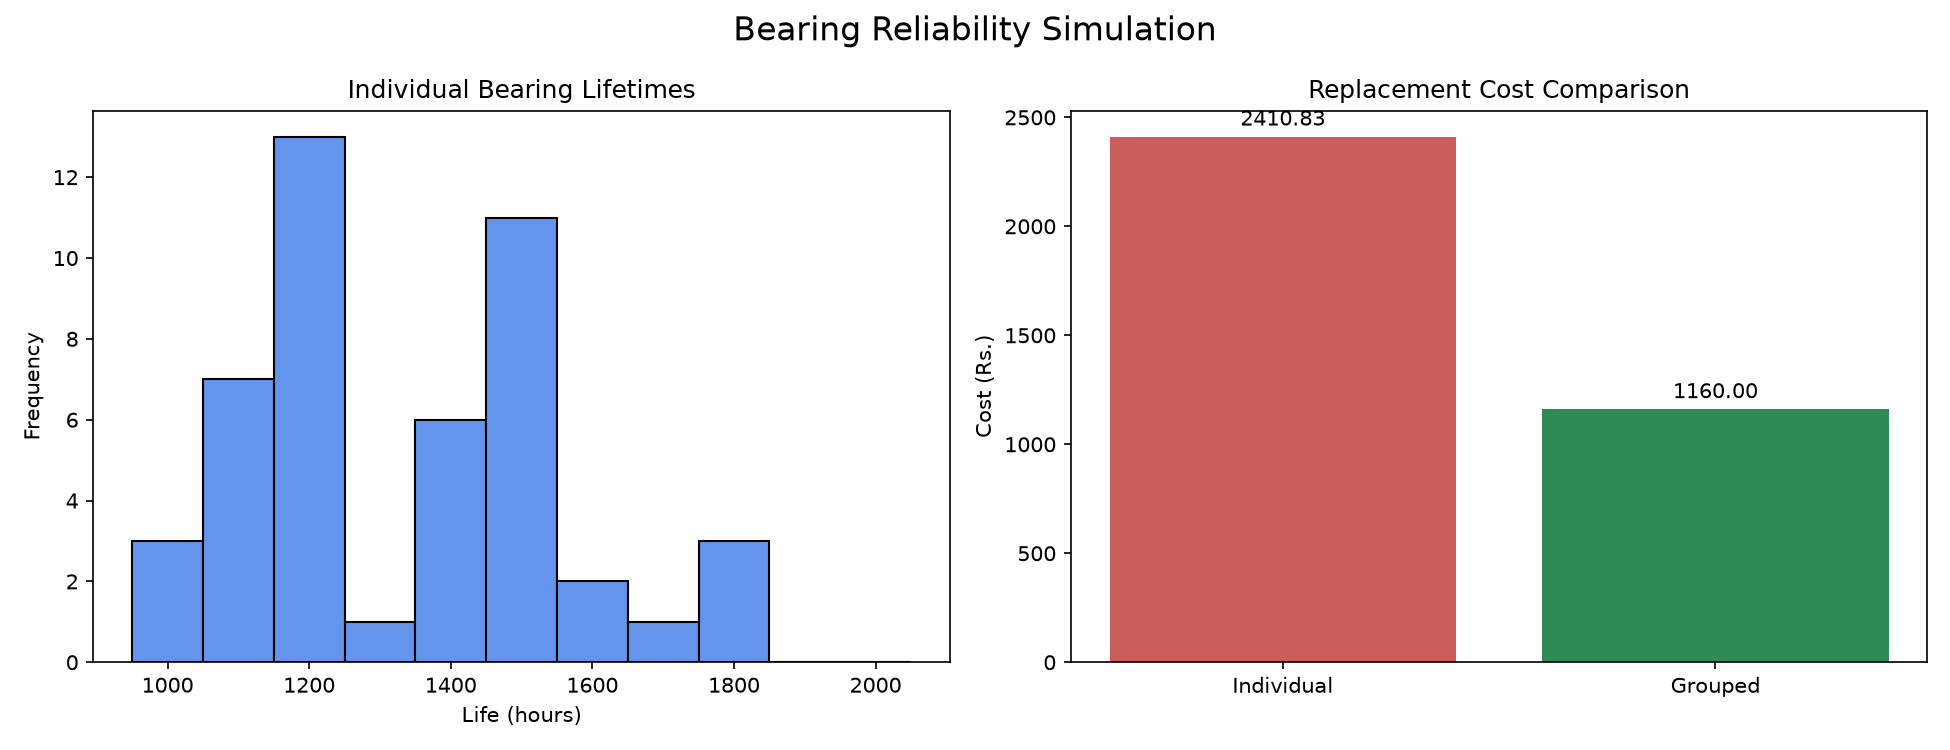 Bearing Reliability Simulation
Individual Bearing Lifetimes
Frequency
12
10
8
6
4
2
0
1000 1200 1400 1600 1800 2000
Life (hours)
Replacement Cost Comparison
Cost (Rs.)
2500
2000
1500
1000
500
0
2410.83
1160.00
Individual Grouped